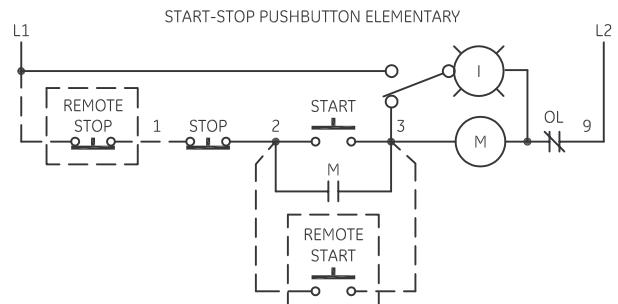 START-STOP PUSHBUTTON ELEMENTARY
L1
L2
I
REMOTE
STOP
1
STOP
2
START
3
M
OL
9
M
REMOTE
START